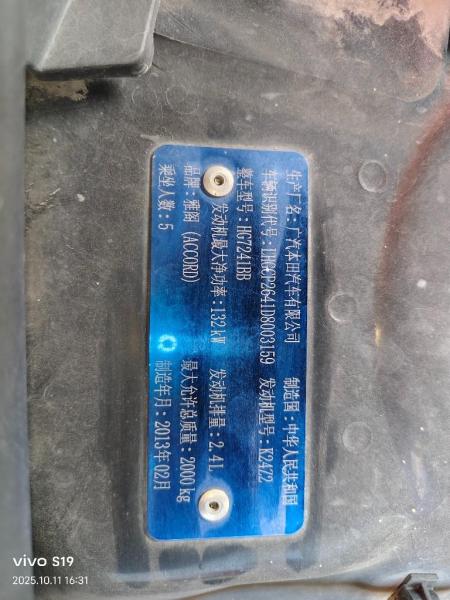 生产厂名：广汽本田汽车有限公司 制造国：中华人民共和国
车辆识别代号：LHGCP2641D8003159 发动机型号：K24Z2
整车型号：HG7241BB
发动机最大净功率：132kW 发动机排量：2.4L
品牌：雅阁 (ACCORD) 最大允许总质量：2000kg
乘坐人数：5 制造年月：2013年02月
vivo S19
2025.10.11 16:31